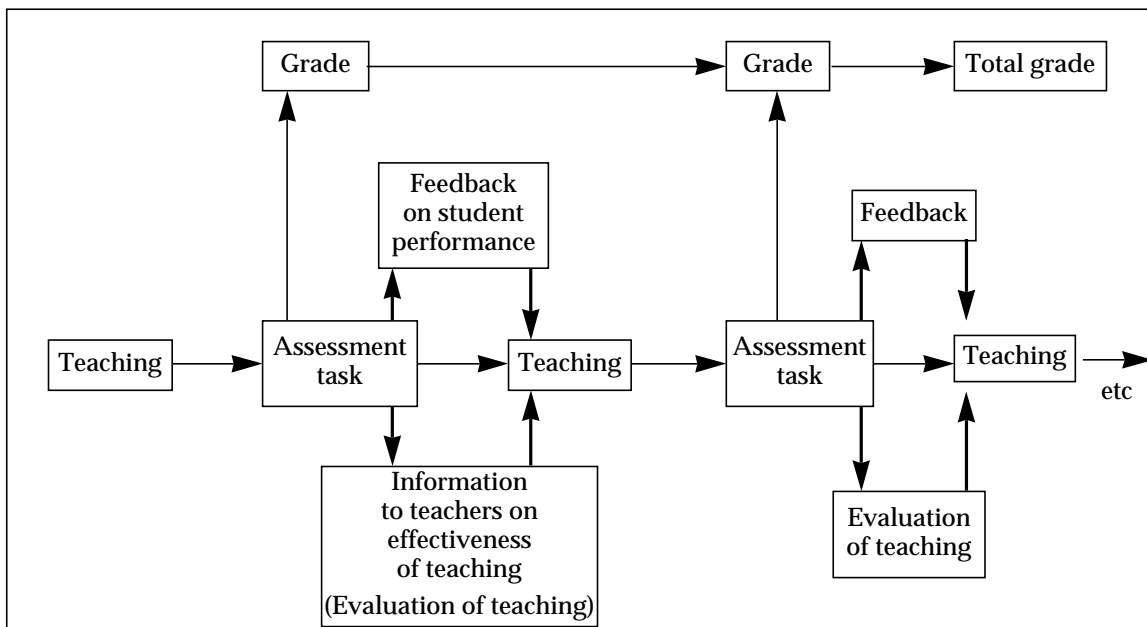 Grade
Grade
Total grade
Feedback
on student
performance
Feedback
Teaching
Assessment
task
Teaching
Assessment
task
Teaching
etc
Information
to teachers on
effectiveness
of teaching
(Evaluation of teaching)
Evaluation
of teaching